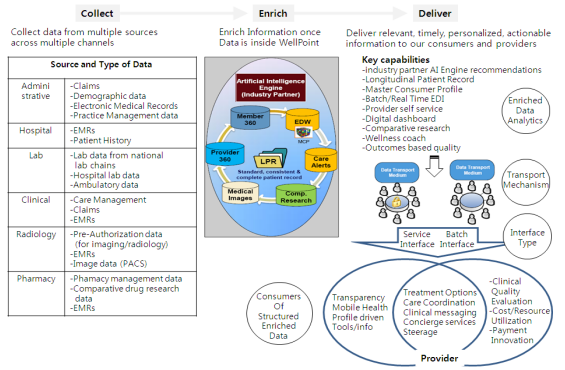 Collect
Enrich
Deliver
Collect data from multiple sources
across multiple channels
Enrich Information once
Data is inside WellPoint
Deliver relevant, timely, personalized, actionable
information to our consumers and providers
Source and Type of Data
Admini
strative
-Claims
-Demographic data
-Electronic Medical Records
-Practice Management data
Hospital
-EMRs
-Patient History
Lab
-Lab data from national
lab chains
-Hospital lab data
-Ambulatory data
Clinical
-Care Management
-Claims
-EMRs
Radiology
-Pre-Authorization data
(for imaging/radiology)
-EMRs
-Image data (PACS)
Pharmacy
-Phamacy management data
-Comparative drug research
data
-EMRs
Artificial Intelligence
Engine
(Industry Partner)
Member
360
EDW
MCP
Provider
360
LPR
Care
Alerts
Standard, consistent &
complete patient record
Medical
Images
Comp.
Research
Key capabilities
-industry partner AI Engine recommendations
-Longitudinal Patient Record
-Master Consumer Profile
-Batch/Real Time EDI
-Provider self service
-Digital dashboard
-Comparative research
-Wellness coach
-Outcomes based quality
Enriched
Data
Analytics
Data Transport
Medium
Data Transport
Medium
Transport
Mechanism
Service
Interface
Batch
Interface
Interface
Type
Consumers
Of
Structured
Enriched
Data
Transparency
Mobile Health
Profile driven
Tools/Info
Treatment Options
Care Coordination
Clinical messaging
Concierge services
Steerage
-Clinical
Quality
Evaluation
-Cost/Resource
Utilization
-Payment
Innovation
Provider